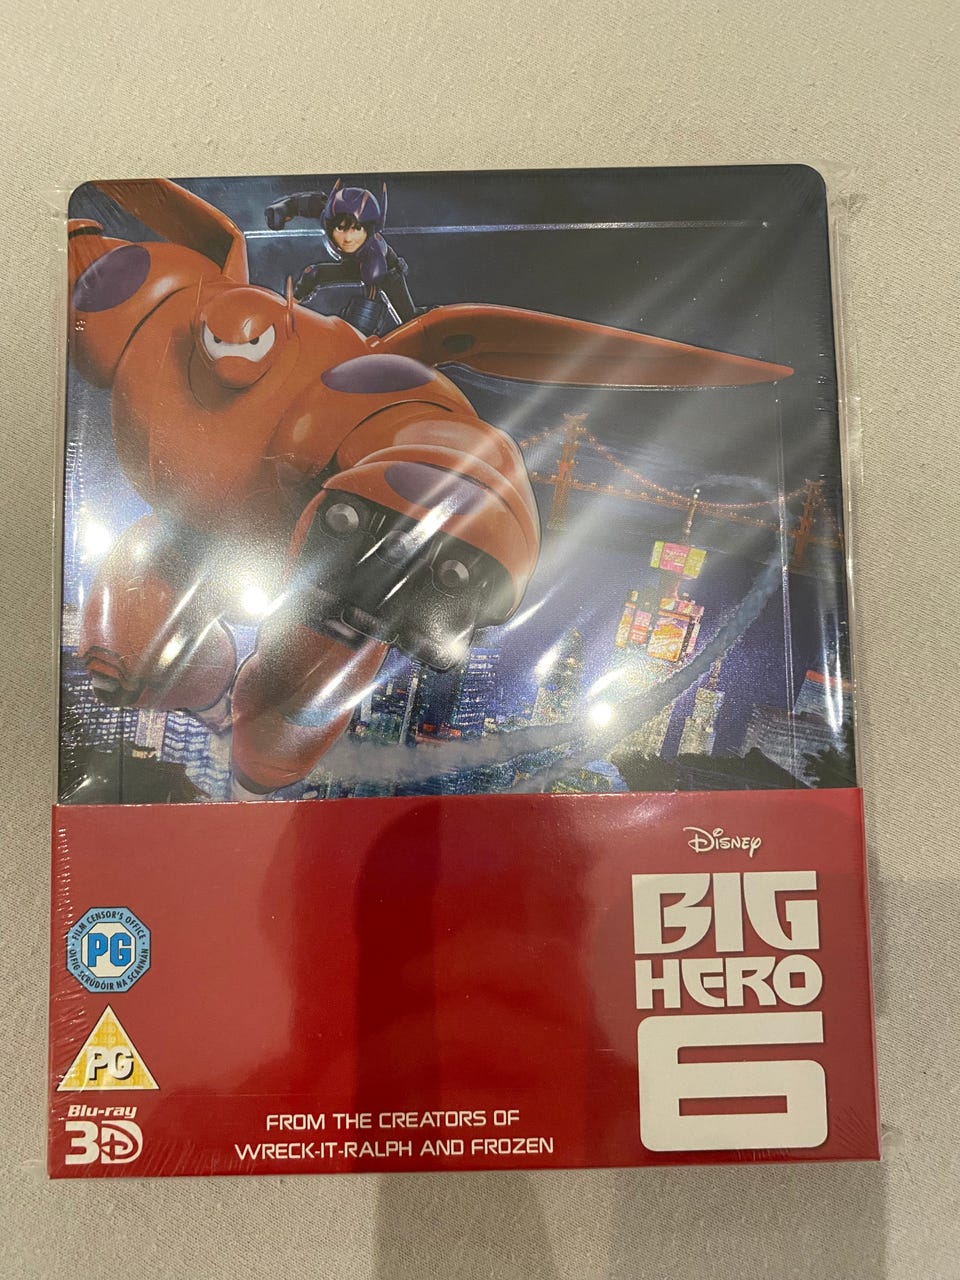 Disney
BIG
HERO
6
FILM CENSOR'S OFFICE
PG
OIFIG SCRÚDÓIR NA SCANNÁN
PG
Blu-ray
3D
FROM THE CREATORS OF
WRECK-IT-RALPH AND FROZEN